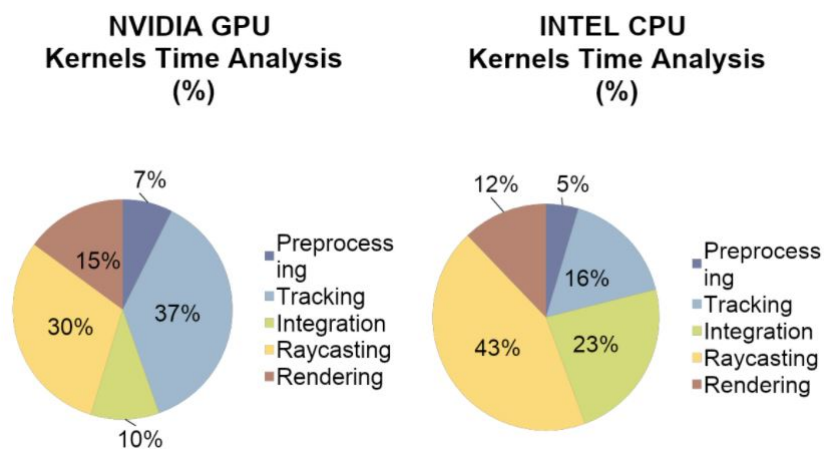 NVIDIA GPU
Kernels Time Analysis
(%)
7%
15%
37%
30%
10%
Preprocess
ing
Tracking
Integration
Raycasting
Rendering
INTEL CPU
Kernels Time Analysis
(%)
12%
5%
16%
43%
23%
Preprocess
ing
Tracking
Integration
Raycasting
Rendering